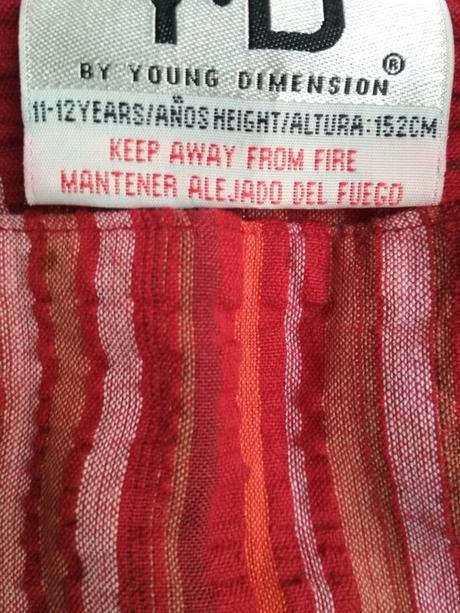 Y·D
BY YOUNG DIMENSION®
11-12YEARS/AÑOS HEIGHT/ALTURA:152CM
KEEP AWAY FROM FIRE
MANTENER ALEJADO DEL FUEGO